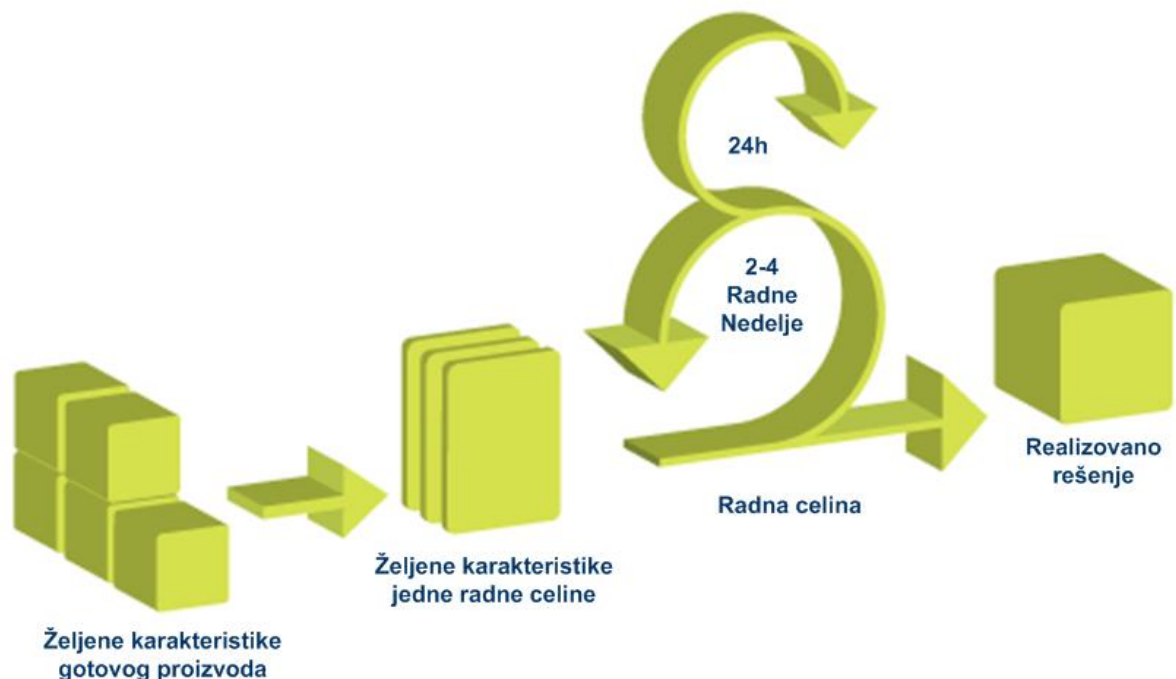 24h
2-4
Radne
Nedelje
Realizovano
rešenje
Radna celina
Željene karakteristike
jedne radne celine
Željene karakteristike
gotovog proizvoda